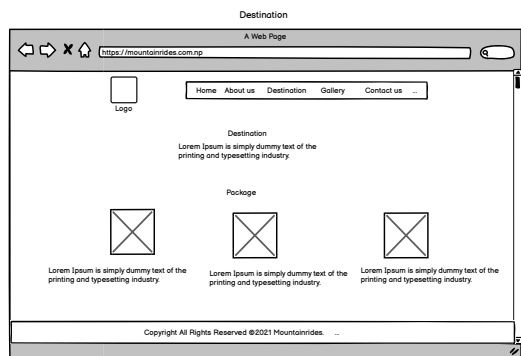 Destination
A Web Page
https://mountainrides.com.np
Home About us Destination Gallery Contact us ...
Logo
Destination
Lorem Ipsum is simply dummy text of the
printing and typesetting industry.
Package
Lorem Ipsum is simply dummy text of the
printing and typesetting industry.
Lorem Ipsum is simply dummy text of the
printing and typesetting industry.
Lorem Ipsum is simply dummy text of the
printing and typesetting industry.
Copyright All Rights Reserved ©2021 Mountainrides. ...